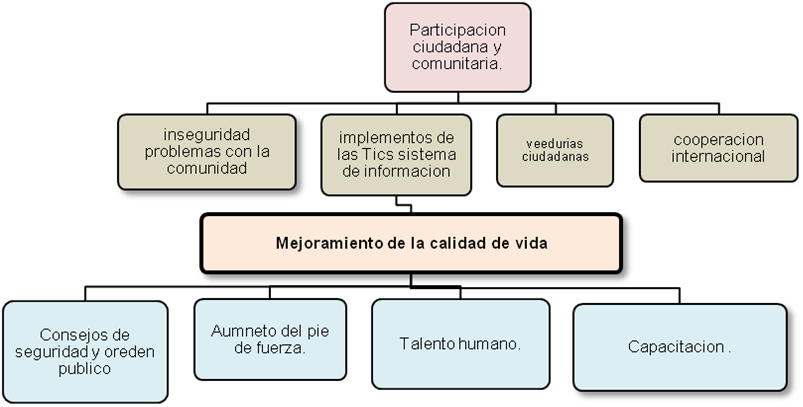 Participacion
ciudadana y
comunitaria.
inseguridad
problemas con la
comunidad
implementos de
las Tics sistema
de informacion
veedurias
ciudadanas
cooperacion
internacional
Mejoramiento de la calidad de vida
Consejos de
seguridad y oreden
publico
Aumneto del pie
de fuerza.
Talento humano.
Capacitacion .